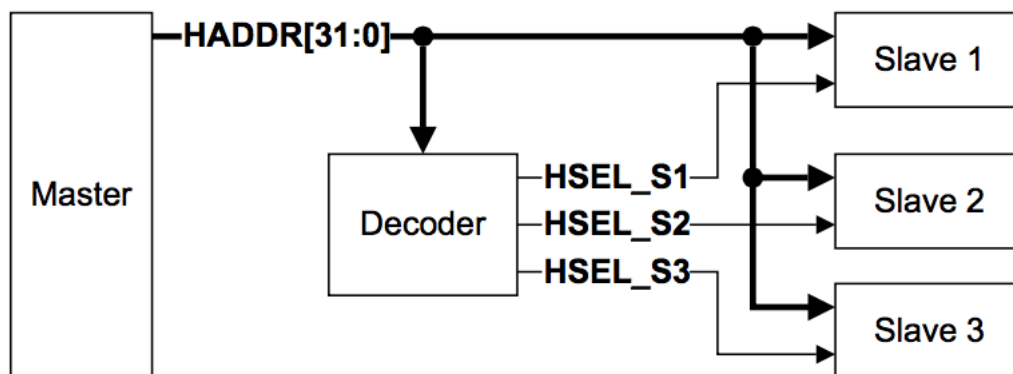 HADDR[31:0]
Slave 1
Master
Decoder
HSEL_S1
HSEL_S2
HSEL_S3
Slave 2
Slave 3